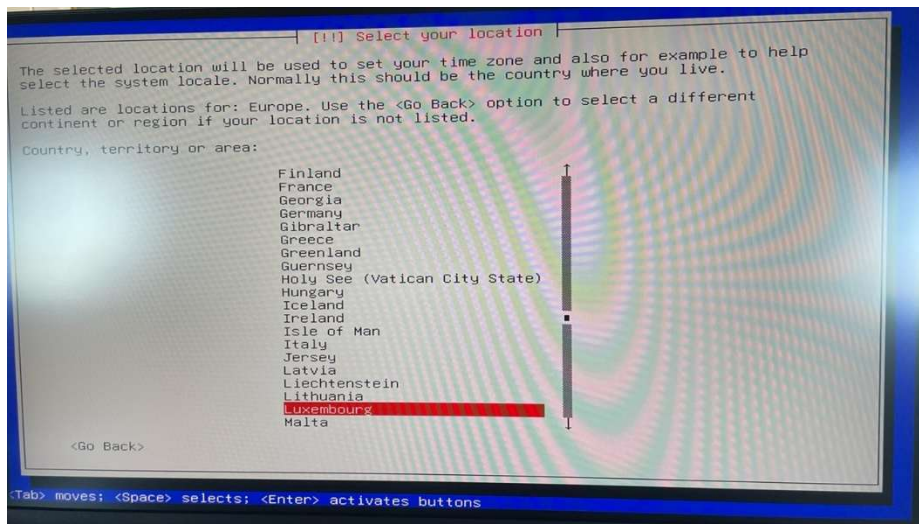 [!!] Select your location
The selected location will be used to set your time zone and also for example to help
select the system locale. Normally this should be the country where you live.
Listed are locations for: Europe. Use the <Go Back> option to select a different
continent or region if your location is not listed.
Country, territory or area:
Finland
France
Georgia
Germany
Gibraltar
Greece
Greenland
Guernsey
Holy See (Vatican City State)
Hungary
Iceland
Ireland
Isle of Man
Italy
Jersey
Latvia
Liechtenstein
Lithuania
Luxembourg
Malta
<Go Back>
<Tab> moves; <Space> selects; <Enter> activates buttons